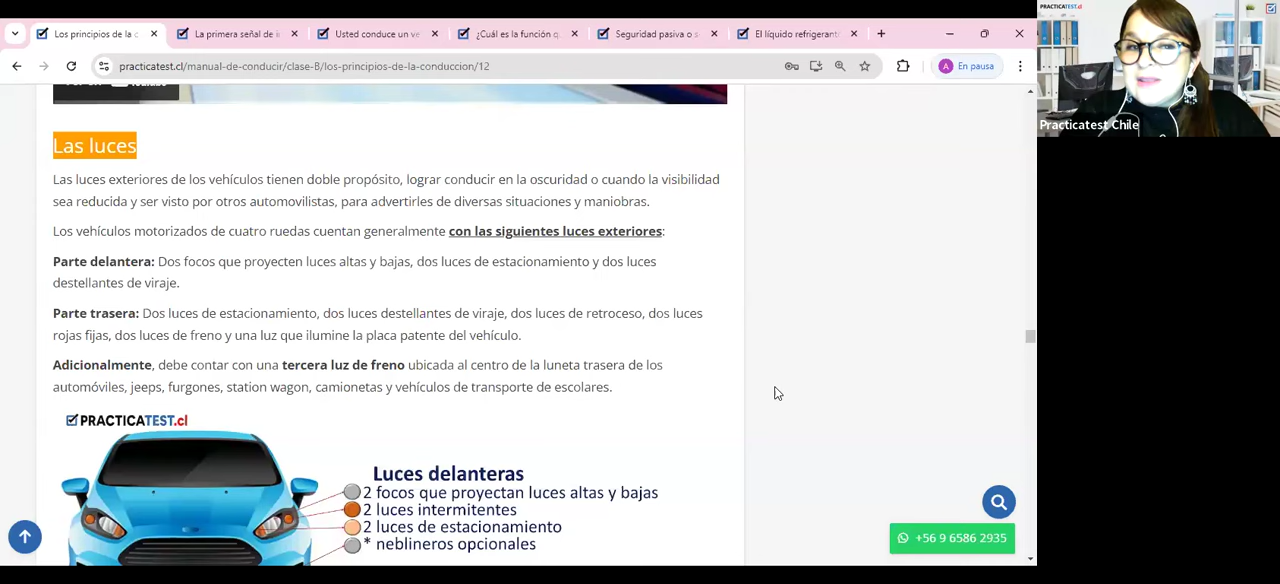 Los principios de la c
La primera señal de i
Usted conduce un ve
¿Cuál es la función q
Seguridad pasiva o s
El líquido refrigerant
practicatest.cl/manual-de-conducir/clase-B/los-principios-de-la-conduccion/12
A En pausa
PRACTICATEST.cl
Practicatest Chile
Las luces
Las luces exteriores de los vehículos tienen doble propósito, lograr conducir en la oscuridad o cuando la visibilidad
sea reducida y ser visto por otros automovilistas, para advertirles de diversas situaciones y maniobras.
Los vehículos motorizados de cuatro ruedas cuentan generalmente con las siguientes luces exteriores:
Parte delantera: Dos focos que proyecten luces altas y bajas, dos luces de estacionamiento y dos luces
destellantes de viraje.
Parte trasera: Dos luces de estacionamiento, dos luces destellantes de viraje, dos luces de retroceso, dos luces
rojas fijas, dos luces de freno y una luz que ilumine la placa patente del vehículo.
Adicionalmente, debe contar con una tercera luz de freno ubicada al centro de la luneta trasera de los
automóviles, jeeps, furgones, station wagon, camionetas y vehículos de transporte de escolares.
PRACTICATEST.cl
Luces delanteras
2 focos que proyectan luces altas y bajas
2 luces intermitentes
2 luces de estacionamiento
* neblineros opcionales
+56 9 6586 2935